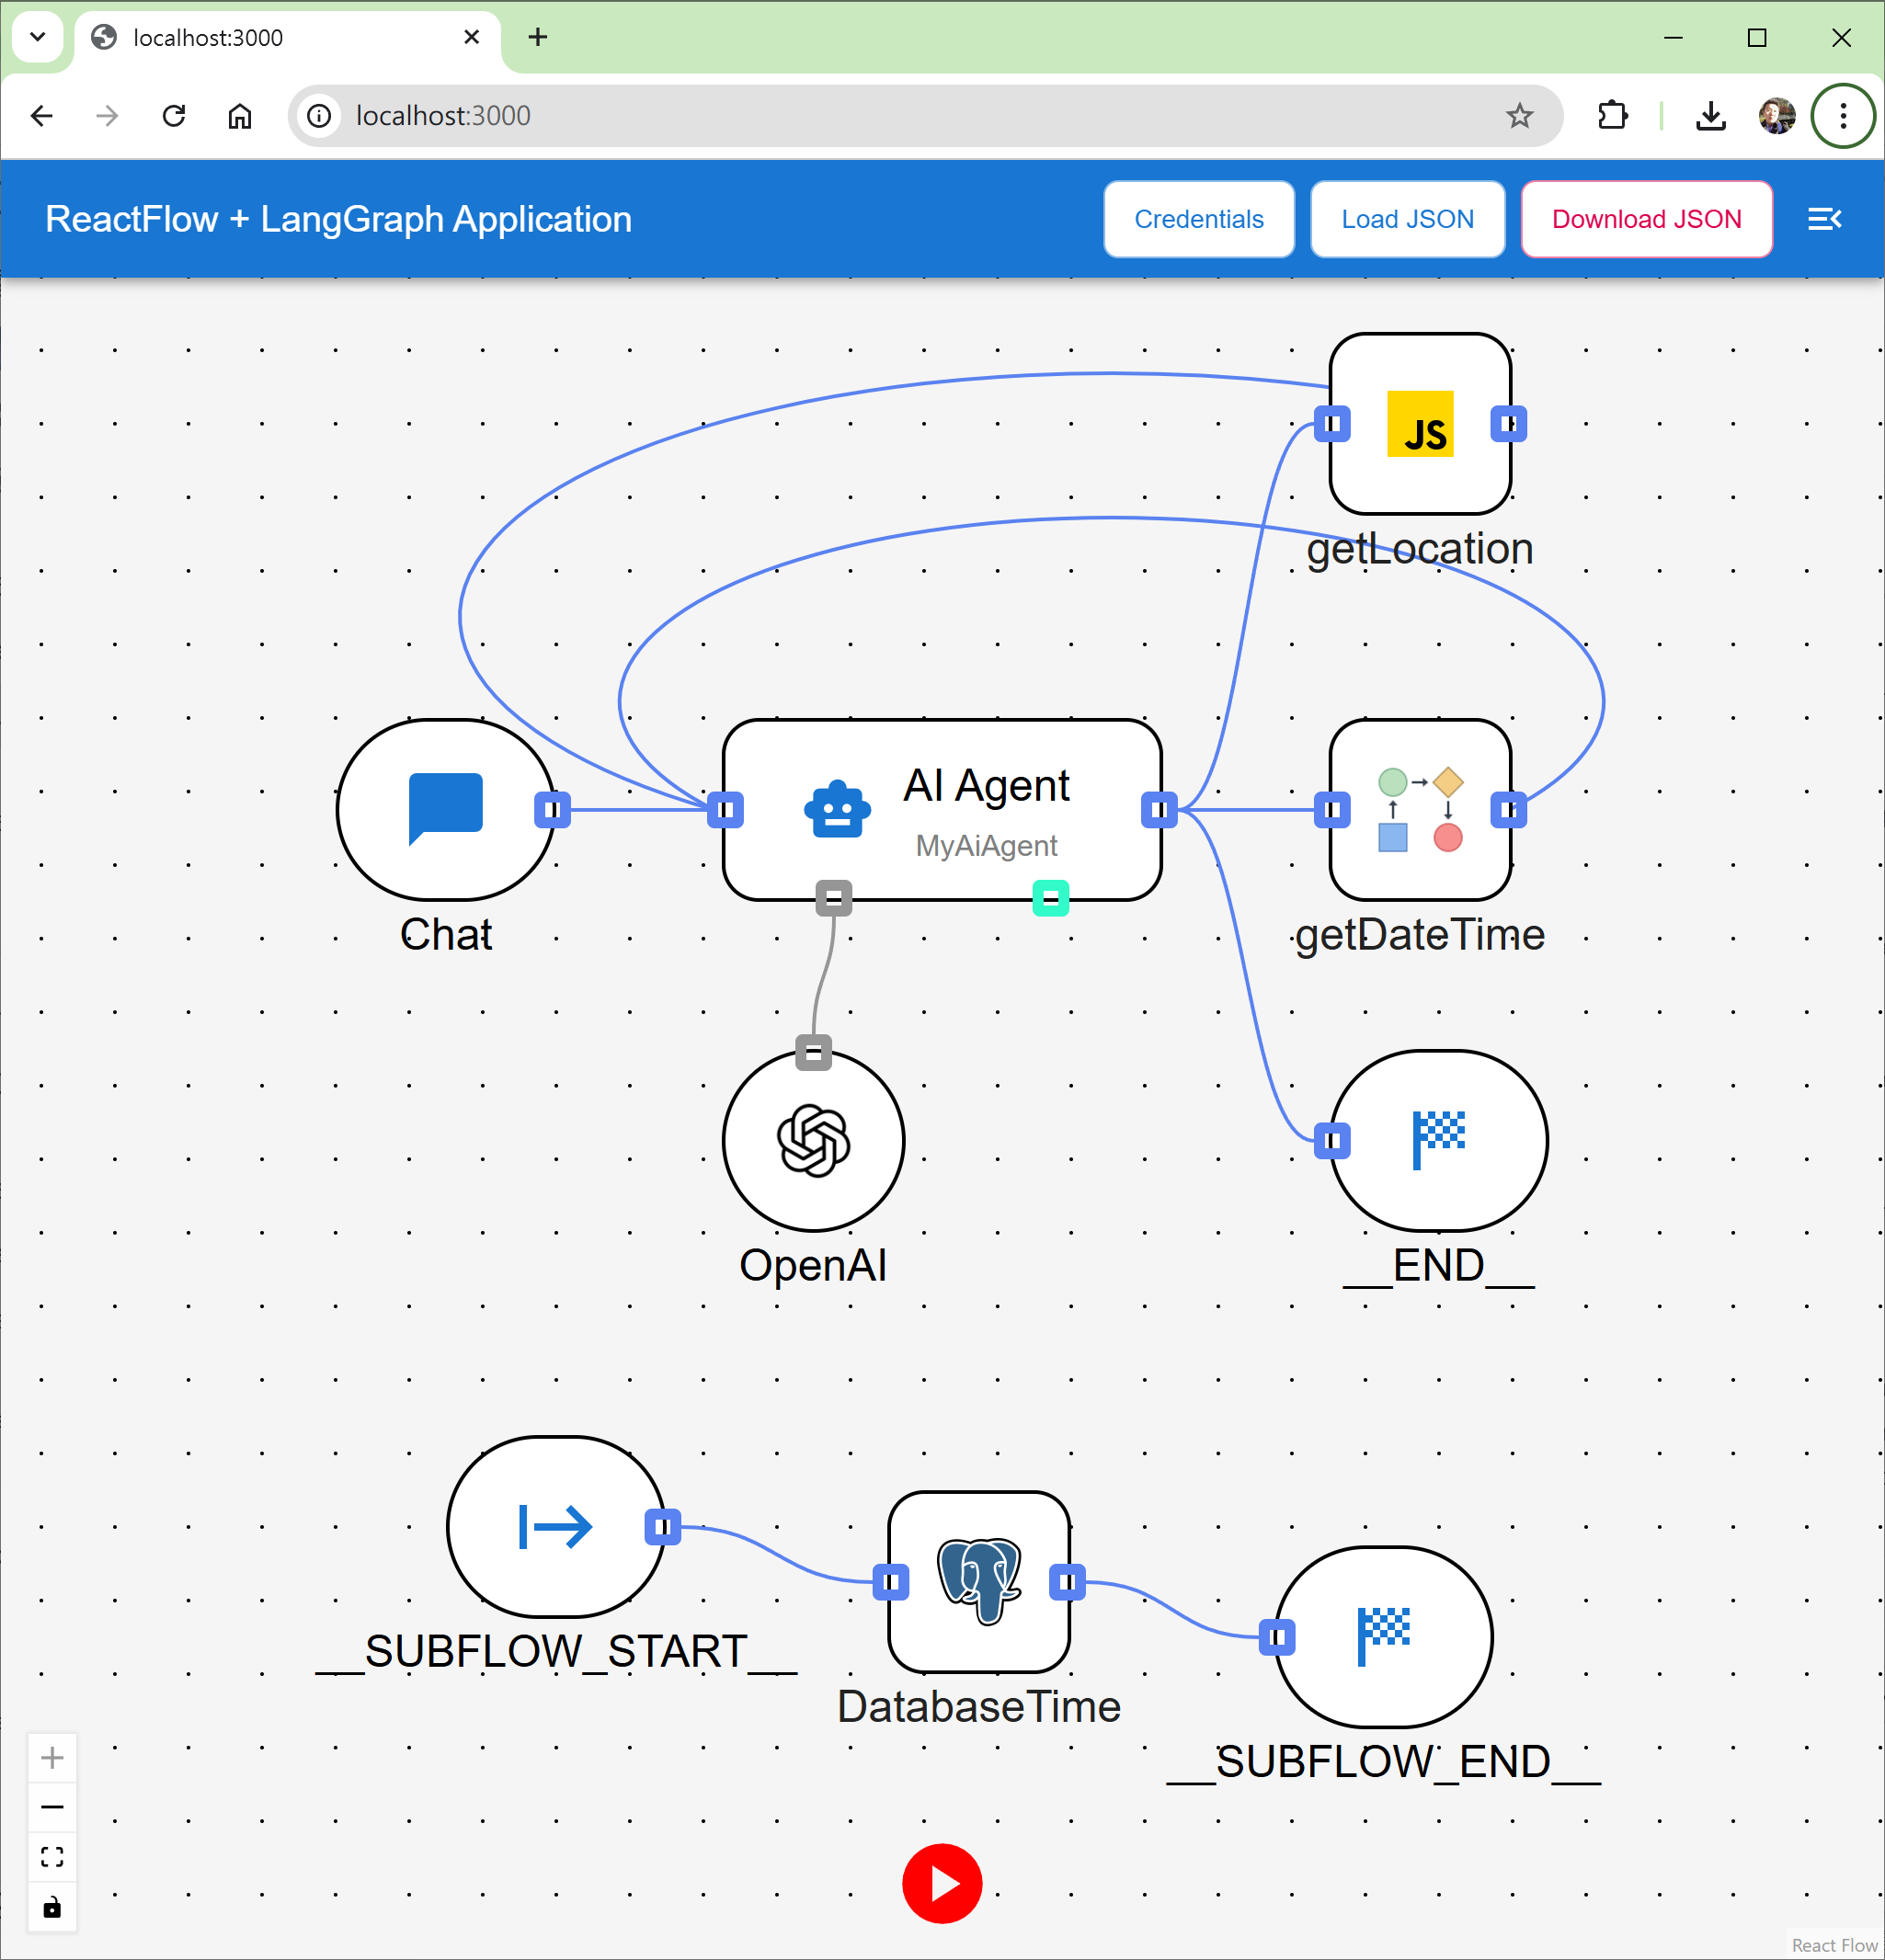 localhost:3000
localhost:3000
ReactFlow + LangGraph Application
Credentials
Load JSON
Download JSON
JS
getLocation
AI Agent
MyAiAgent
Chat
getDateTime
OpenAI
__END__
__SUBFLOW_START__
DatabaseTime
__SUBFLOW_END__
React Flow